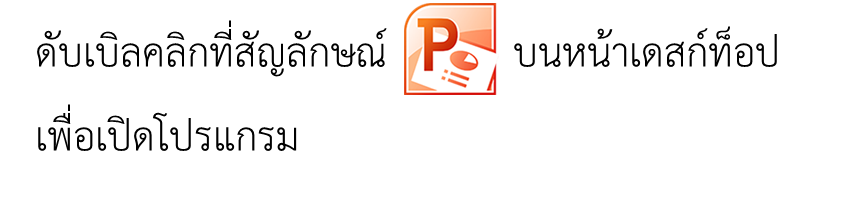 ดับเบิลคลิกที่สัญลักษณ์ P บนหน้าเดสก์ท็อป
เพื่อเปิดโปรแกรม